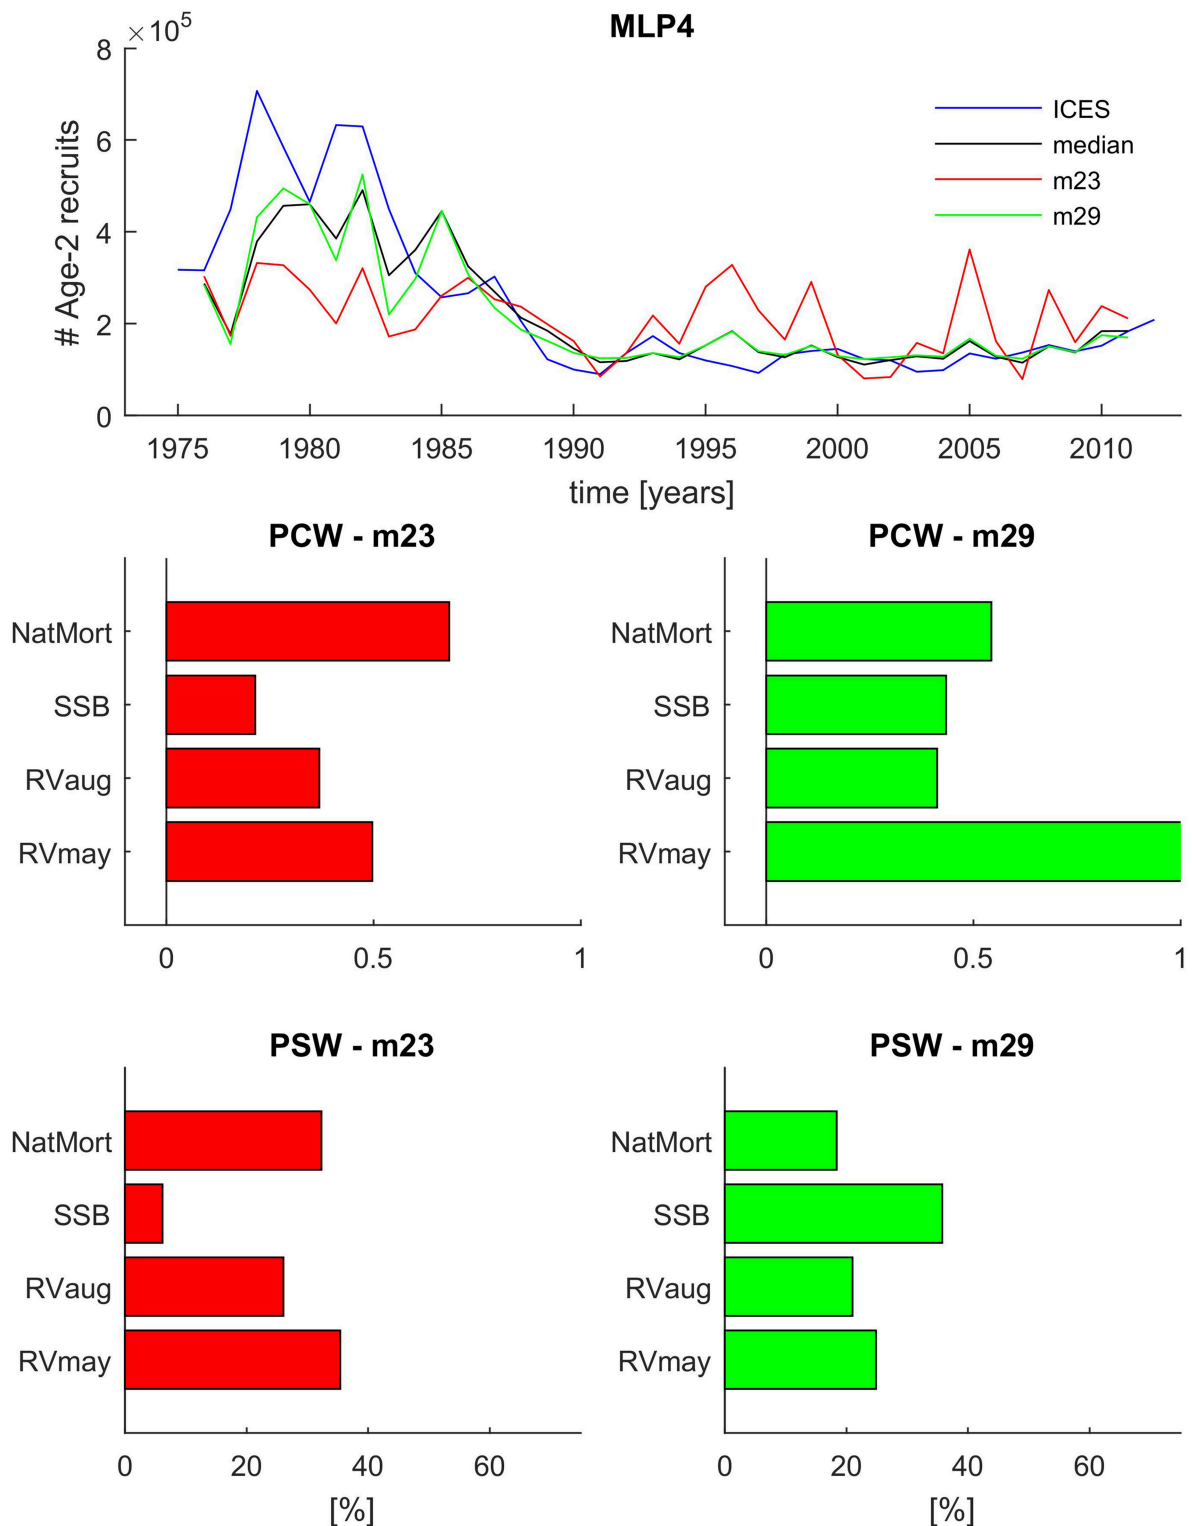 MLP4
×10⁵
8
6
4
2
0
# Age-2 recruits
ICES
median
m23
m29
1975 1980 1985 1990 1995 2000 2005 2010
time [years]
PCW - m23
NatMort
SSB
RVaug
RVmay
0 0.5 1
PCW - m29
NatMort
SSB
RVaug
RVmay
0 0.5 1
PSW - m23
NatMort
SSB
RVaug
RVmay
0 20 40 60
[%]
PSW - m29
NatMort
SSB
RVaug
RVmay
0 20 40 60
[%]